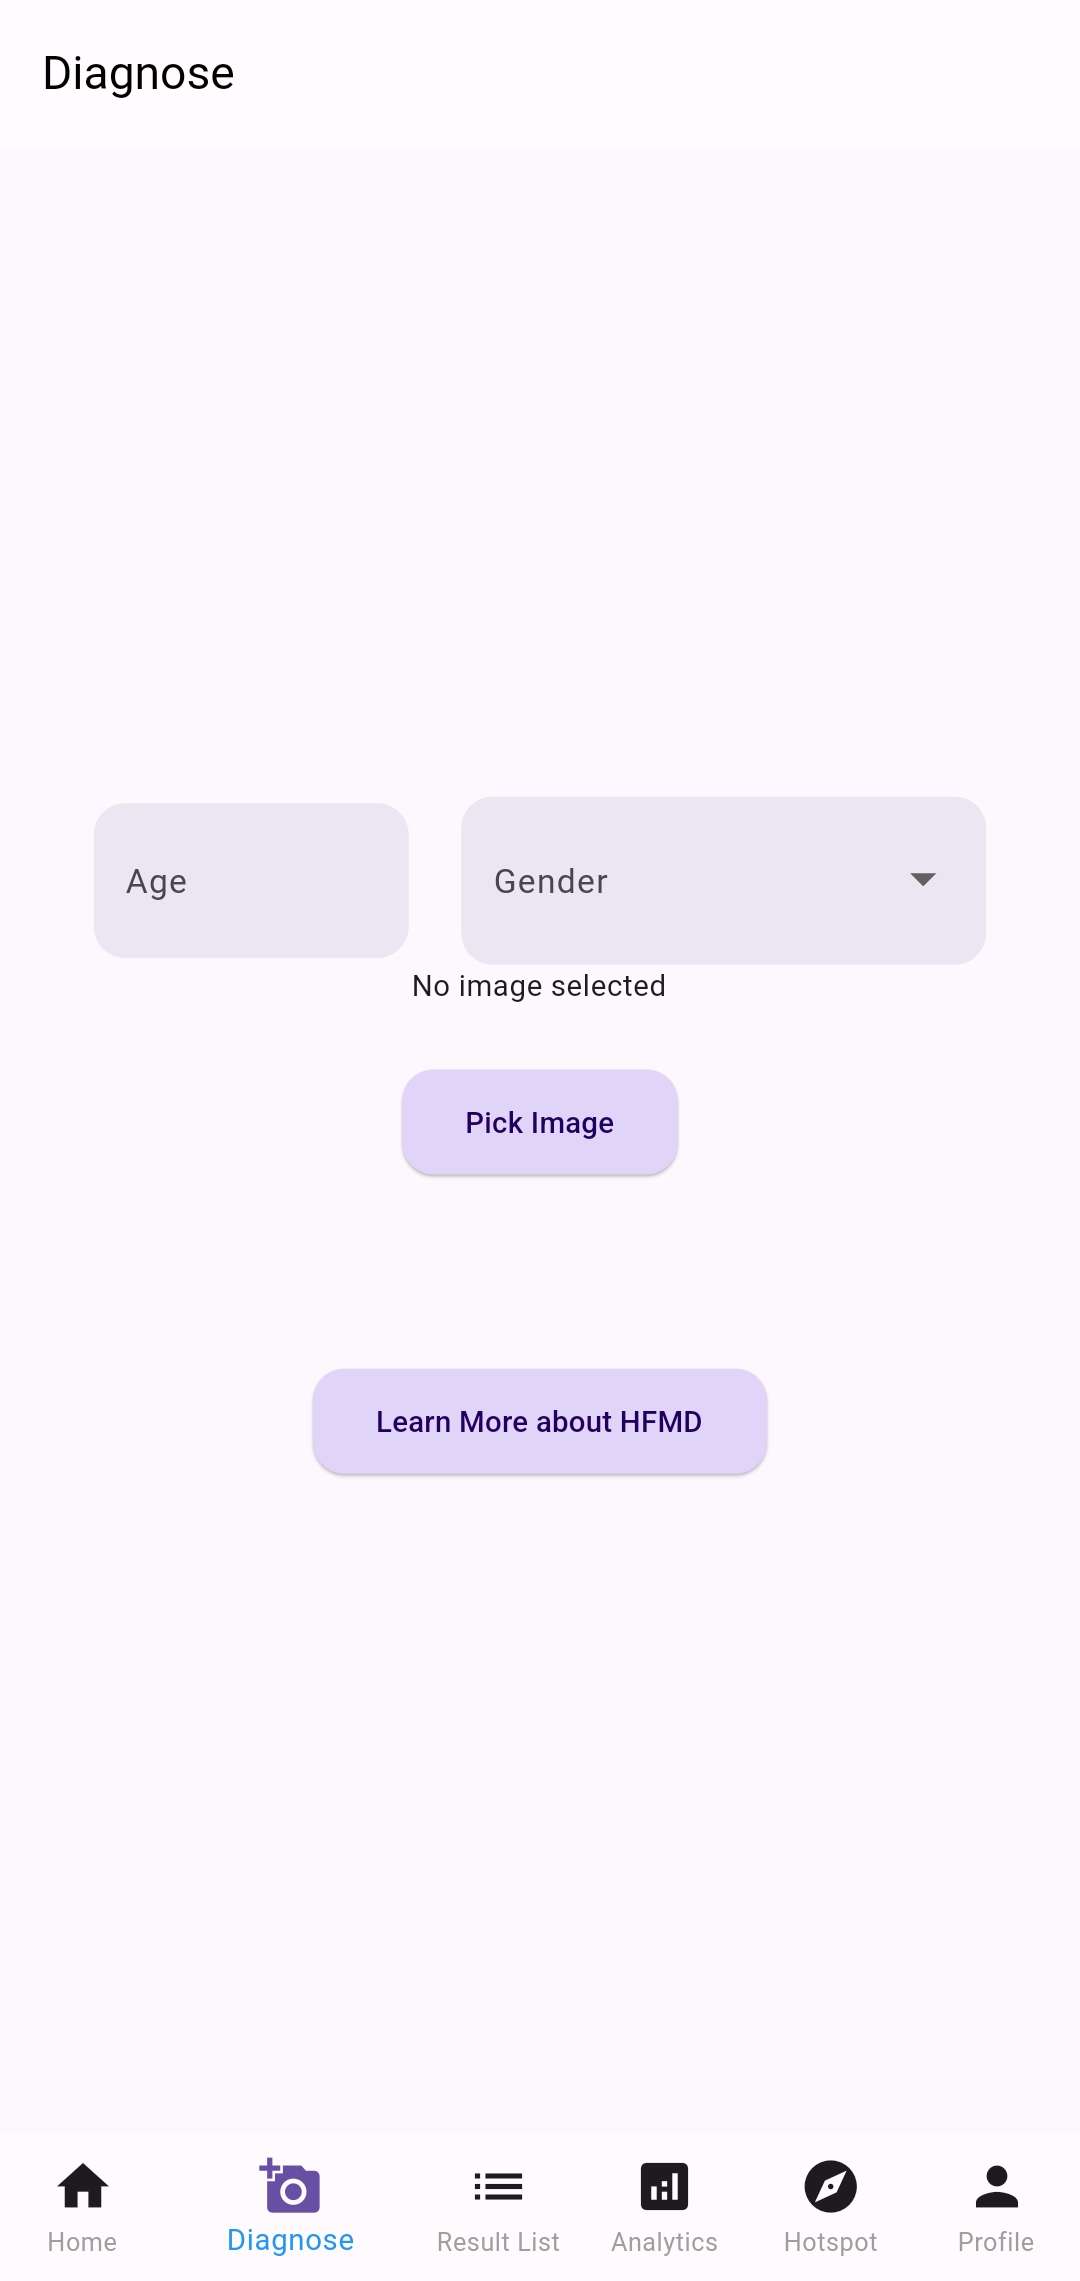 Diagnose
Age
Gender
No image selected
Pick Image
Learn More about HFMD
Home
Diagnose
Result List
Analytics
Hotspot
Profile